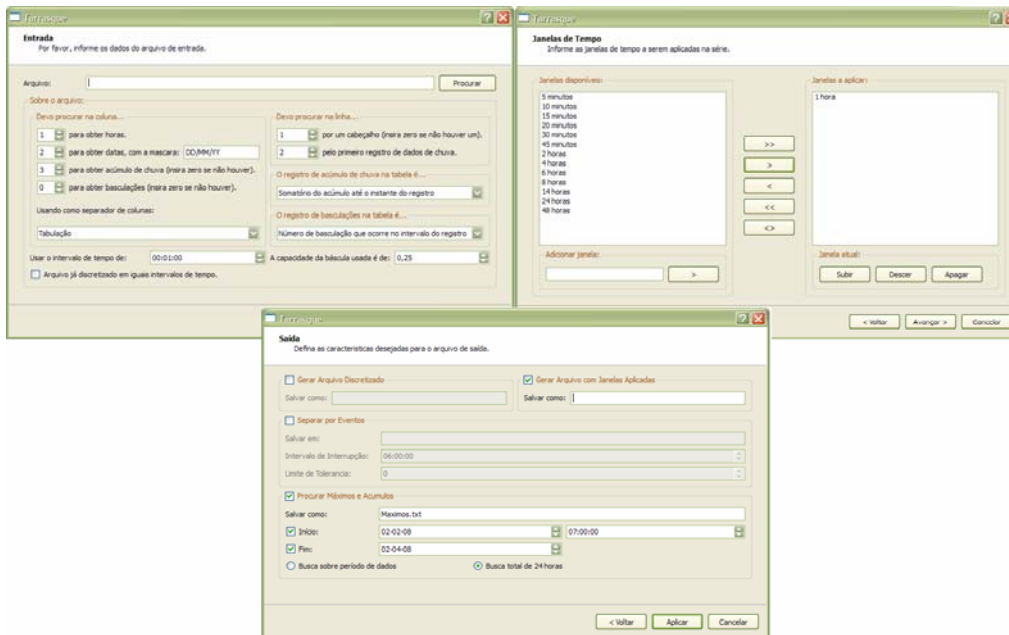 Tarrasque
Entrada
Por favor, informe os dados do arquivo de entrada.
Arquivo:
Procurar
Sobre o arquivo:
Devo procurar na coluna...
1 para obter horas.
2 para obter datas, com a mascara: DD/MM/YY
3 para obter acúmulo de chuva (insira zero se não houver).
0 para obter basculações (insira zero se não houver).
Usando como separador de colunas:
Tabulação
Devo procurar na linha...
1 por um cabeçalho (insira zero se não houver um).
2 pelo primeiro registro de dados de chuva.
O registro de acúmulo de chuva na tabela é...
Somatório do acúmulo até o instante do registro
O registro de basculações na tabela é...
Número de basculação que ocorre no intervalo do registro
Usar o intervalo de tempo de: 00:01:00
A capacidade da báscula usada é de: 0,25
Arquivo já discretizado em iguais intervalos de tempo.
Tarrasque
Janelas de Tempo
Informe as janelas de tempo a serem aplicadas na série.
Janelas disponíveis:
5 minutos
10 minutos
15 minutos
20 minutos
30 minutos
45 minutos
2 horas
4 horas
6 horas
8 horas
14 horas
24 horas
48 horas
>>
>
<
<<
<>
Janelas a aplicar:
1 hora
Adicionar janela:
>
Janela atual:
Subir Descer Apagar
< Voltar Avançar > Cancelar
Tarrasque
Saída
Defina as características desejadas para o arquivo de saída.
Gerar Arquivo Discretizado
Salvar como:
Gerar Arquivo com Janelas Aplicadas
Salvar como:
Separar por Eventos
Salvar em:
Intervalo de Interrupção: 06:00:00
Limite de Tolerancia: 0
Procurar Máximos e Acumulos
Salvar como: Maximos.txt
Início: 02-02-08 07:00:00
Fim: 02-04-08
Busca sobre período de dados
Busca total de 24 horas
< Voltar Aplicar Cancelar